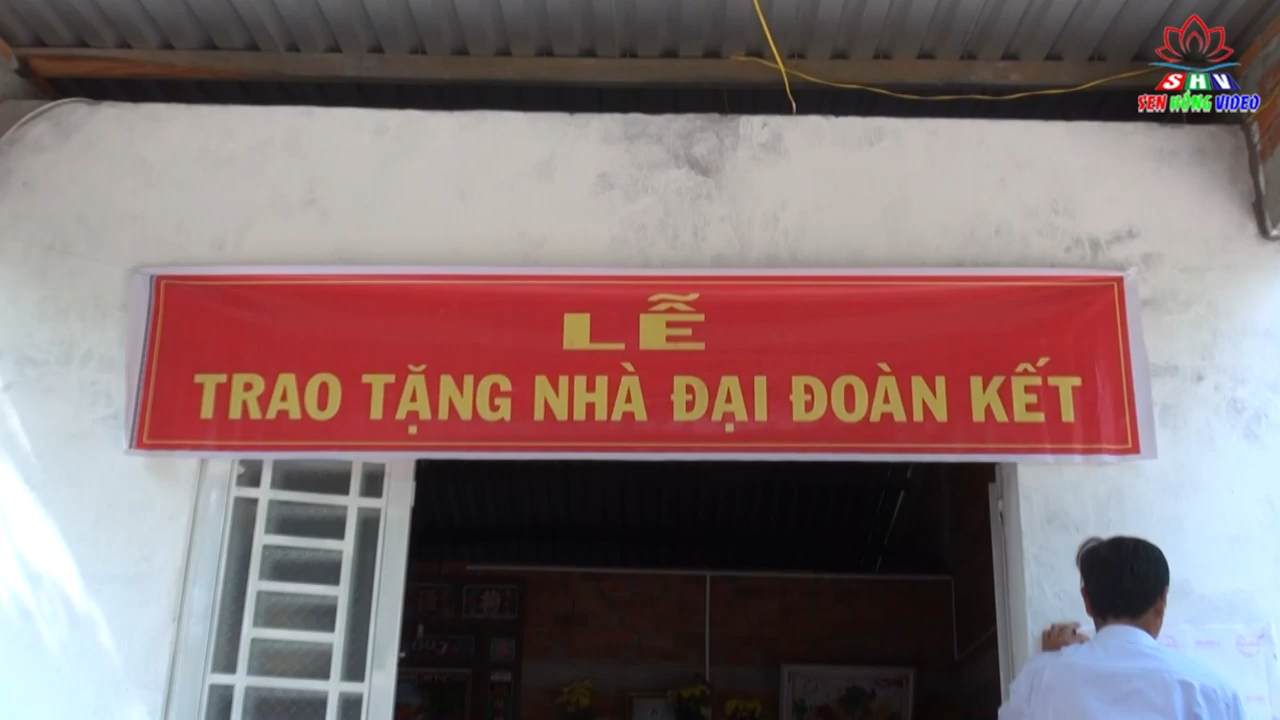 SHV
SEN HỒNG VIDEO
LỄ
TRAO TẶNG NHÀ ĐẠI ĐOÀN KẾT